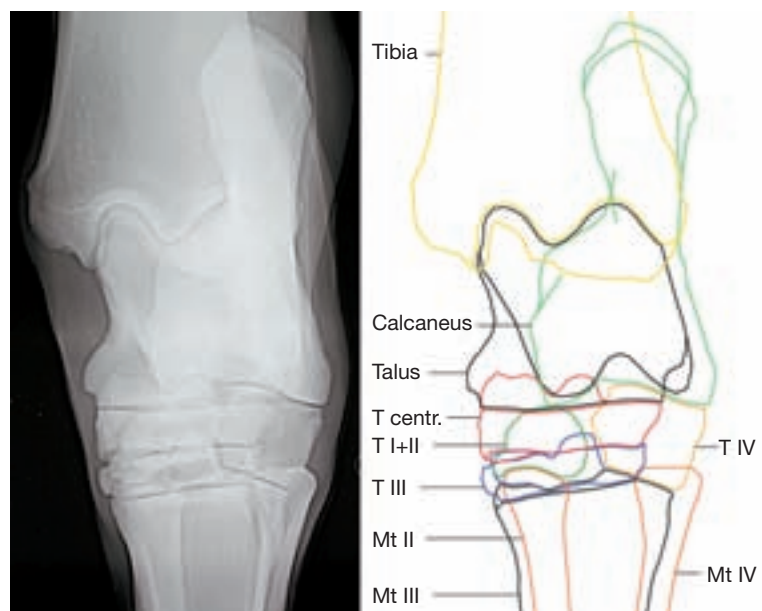 Tibia
Calcaneus
Talus
T centr.
T I+II
T IV
T III
Mt II
Mt IV
Mt III